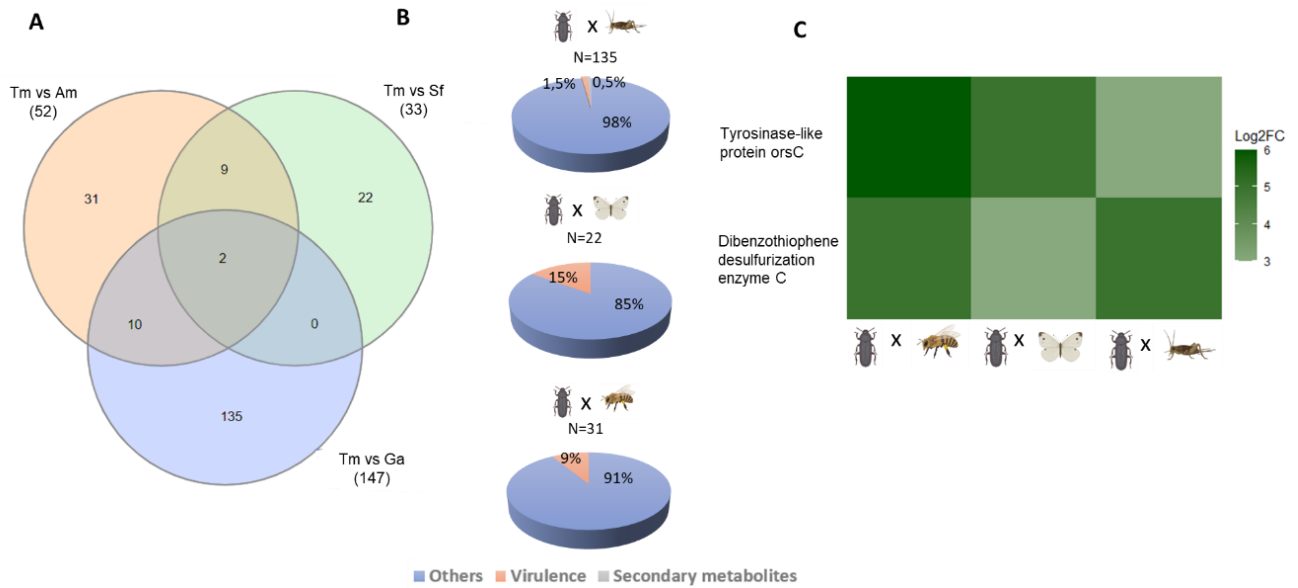 A
Tm vs Am
(52)
Tm vs Sf
(33)
31
9
22
2
10
0
135
Tm vs Ga
(147)
B
X
N=135
1,5%
0,5%
98%
X
N=22
15%
85%
X
N=31
9%
91%
Others Virulence Secondary metabolites
C
Tyrosinase-like
protein orsC
Dibenzothiophene
desulfurization
enzyme C
X X X
Log2FC
6
5
4
3